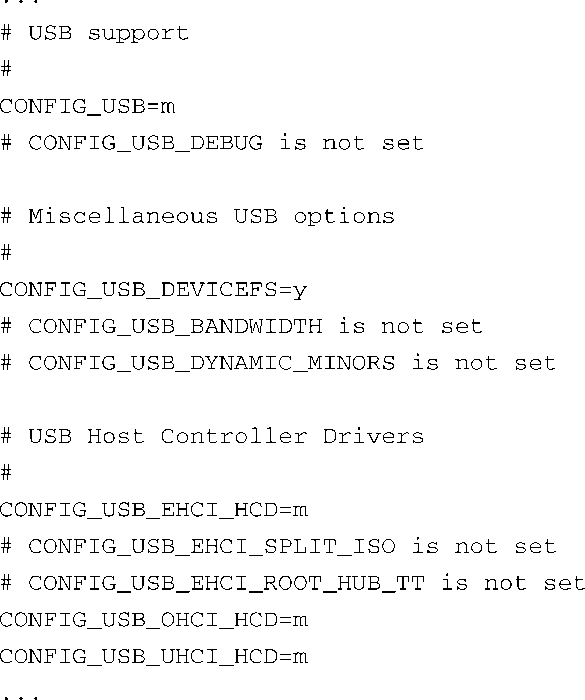 ...
# USB support
#
CONFIG_USB=m
# CONFIG_USB_DEBUG is not set
# Miscellaneous USB options
#
CONFIG_USB_DEVICEFS=y
# CONFIG_USB_BANDWIDTH is not set
# CONFIG_USB_DYNAMIC_MINORS is not set
# USB Host Controller Drivers
#
CONFIG_USB_EHCI_HCD=m
# CONFIG_USB_EHCI_SPLIT_ISO is not set
# CONFIG_USB_EHCI_ROOT_HUB_TT is not set
CONFIG_USB_OHCI_HCD=m
CONFIG_USB_UHCI_HCD=m
...